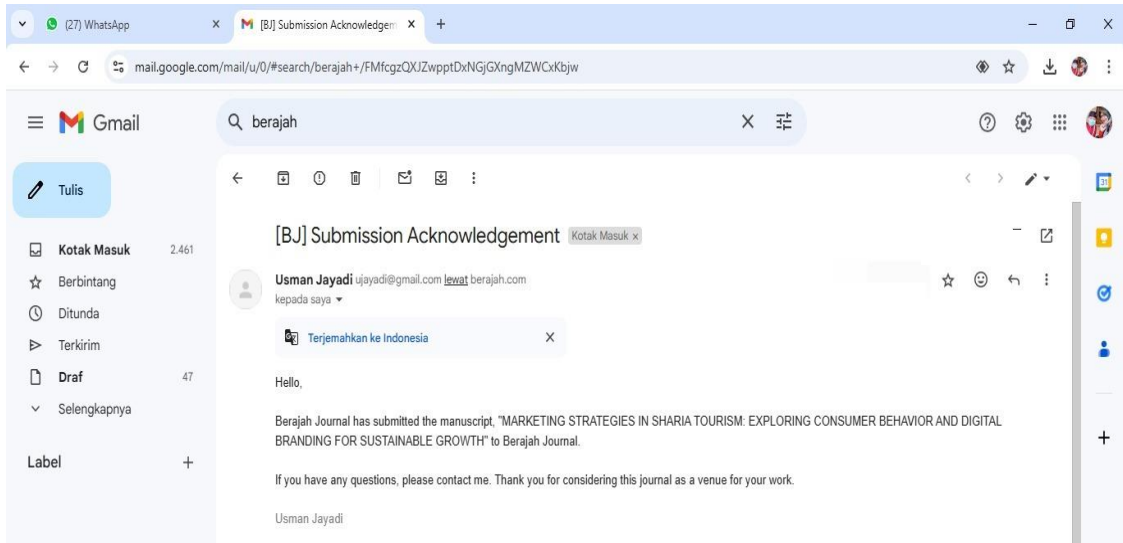 (27) WhatsApp
[BJ] Submission Acknowledgem
mail.google.com/mail/u/0/#search/berajah+/FMfcgzQXJZwpptDxNGjGXngMZWCxKbjw
Gmail
berajah
Tulis
[BJ] Submission Acknowledgement Kotak Masuk x
Kotak Masuk 2.461
Usman Jayadi ujayadi@gmail.com lewat berajah.com
Berbintang
kepada saya
Ditunda
Terjemahkan ke Indonesia
Terkirim
Draf 47
Hello,
Selengkapnya
Berajah Journal has submitted the manuscript, "MARKETING STRATEGIES IN SHARIA TOURISM: EXPLORING CONSUMER BEHAVIOR AND DIGITAL
BRANDING FOR SUSTAINABLE GROWTH" to Berajah Journal.
Label
If you have any questions, please contact me. Thank you for considering this journal as a venue for your work.
Usman Jayadi
31